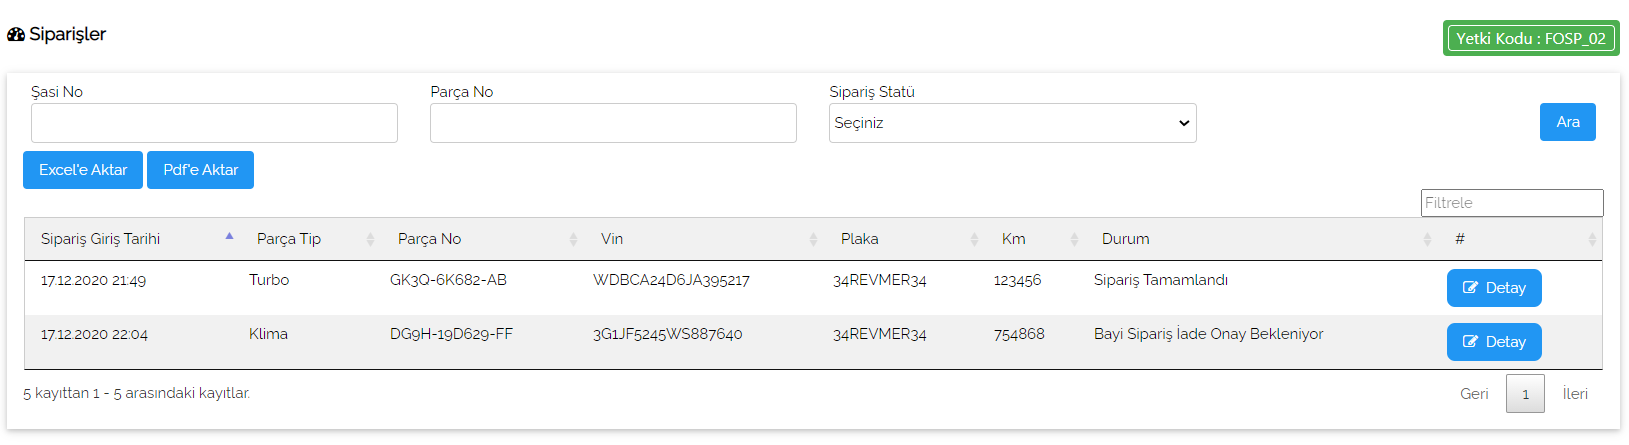 Siparişler
Yetki Kodu : FOSP_02
Şasi No Parça No Sipariş Statü
Seçiniz Ara
Excel'e Aktar Pdf'e Aktar
Filtrele
Sipariş Giriş Tarihi Parça Tip Parça No Vin Plaka Km Durum #
17.12.2020 21:49 Turbo GK3Q-6K682-AB WDBCA24D6JA395217 34REVMER34 123456 Sipariş Tamamlandı Detay
17.12.2020 22:04 Klima DG9H-19D629-FF 3G1JF5245WS887640 34REVMER34 754868 Bayi Sipariş İade Onay Bekleniyor Detay
5 kayıttan 1 - 5 arasındaki kayıtlar. Geri 1 İleri